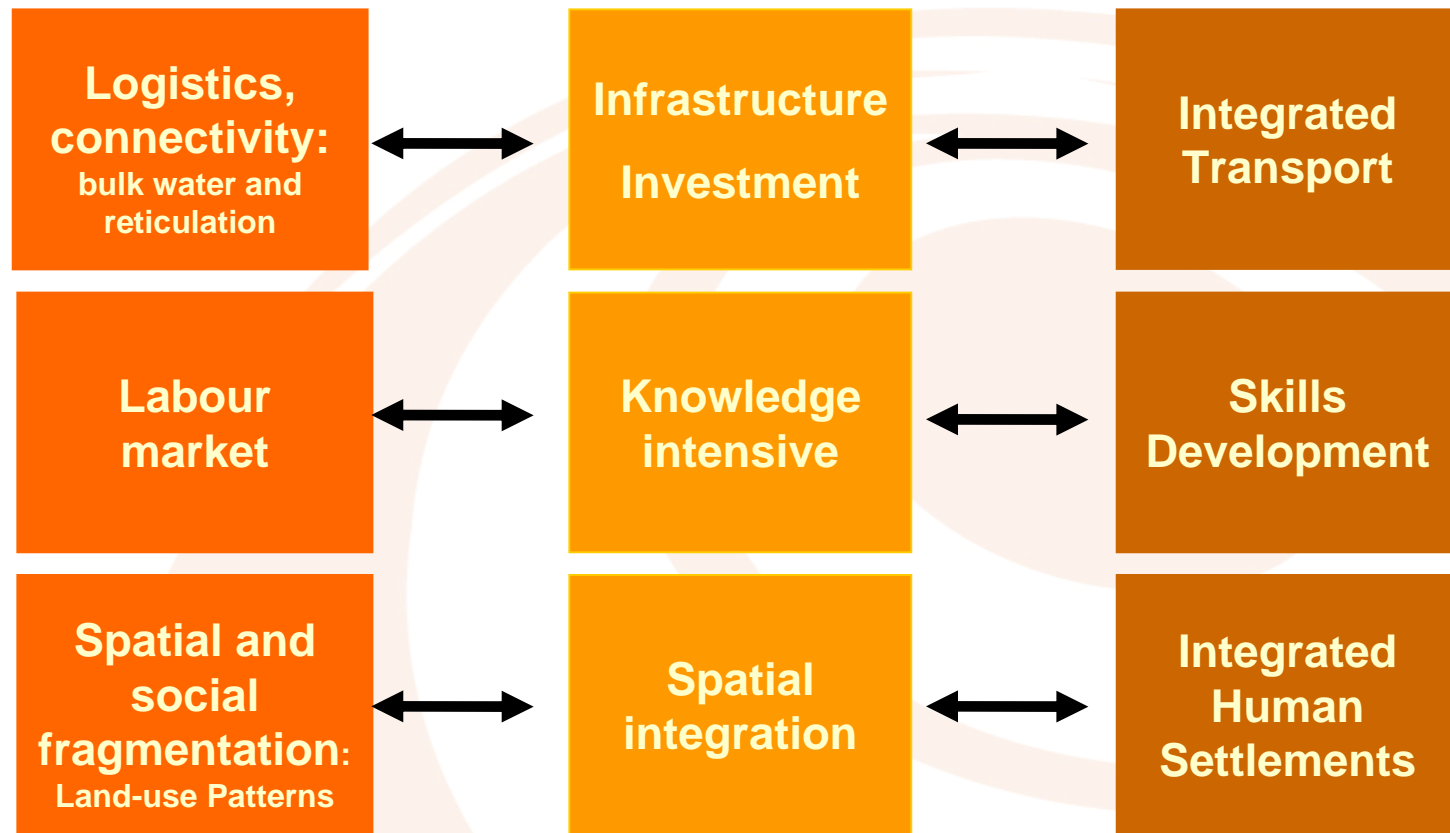 Logistics,
connectivity:
bulk water and
reticulation
Infrastructure
Investment
Integrated
Transport
Labour
market
Knowledge
intensive
Skills
Development
Spatial and
social
fragmentation:
Land-use Patterns
Spatial
integration
Integrated
Human
Settlements